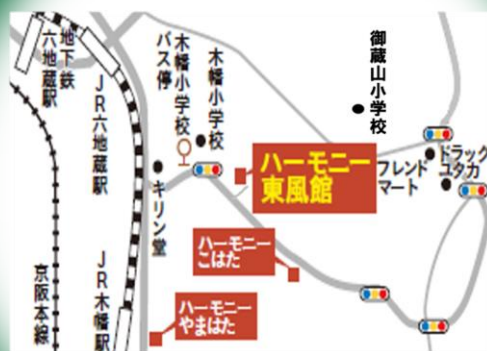 地下鉄
六地蔵駅
JR六地蔵駅
木幡小学校
バス停
木幡小学校
御蔵山小学校
キリン堂
ハーモニー
東風館
フレンド
マート
ドラッグ
ユタカ
ハーモニー
こはた
ハーモニー
やまはた
京阪本線
JR木幡駅